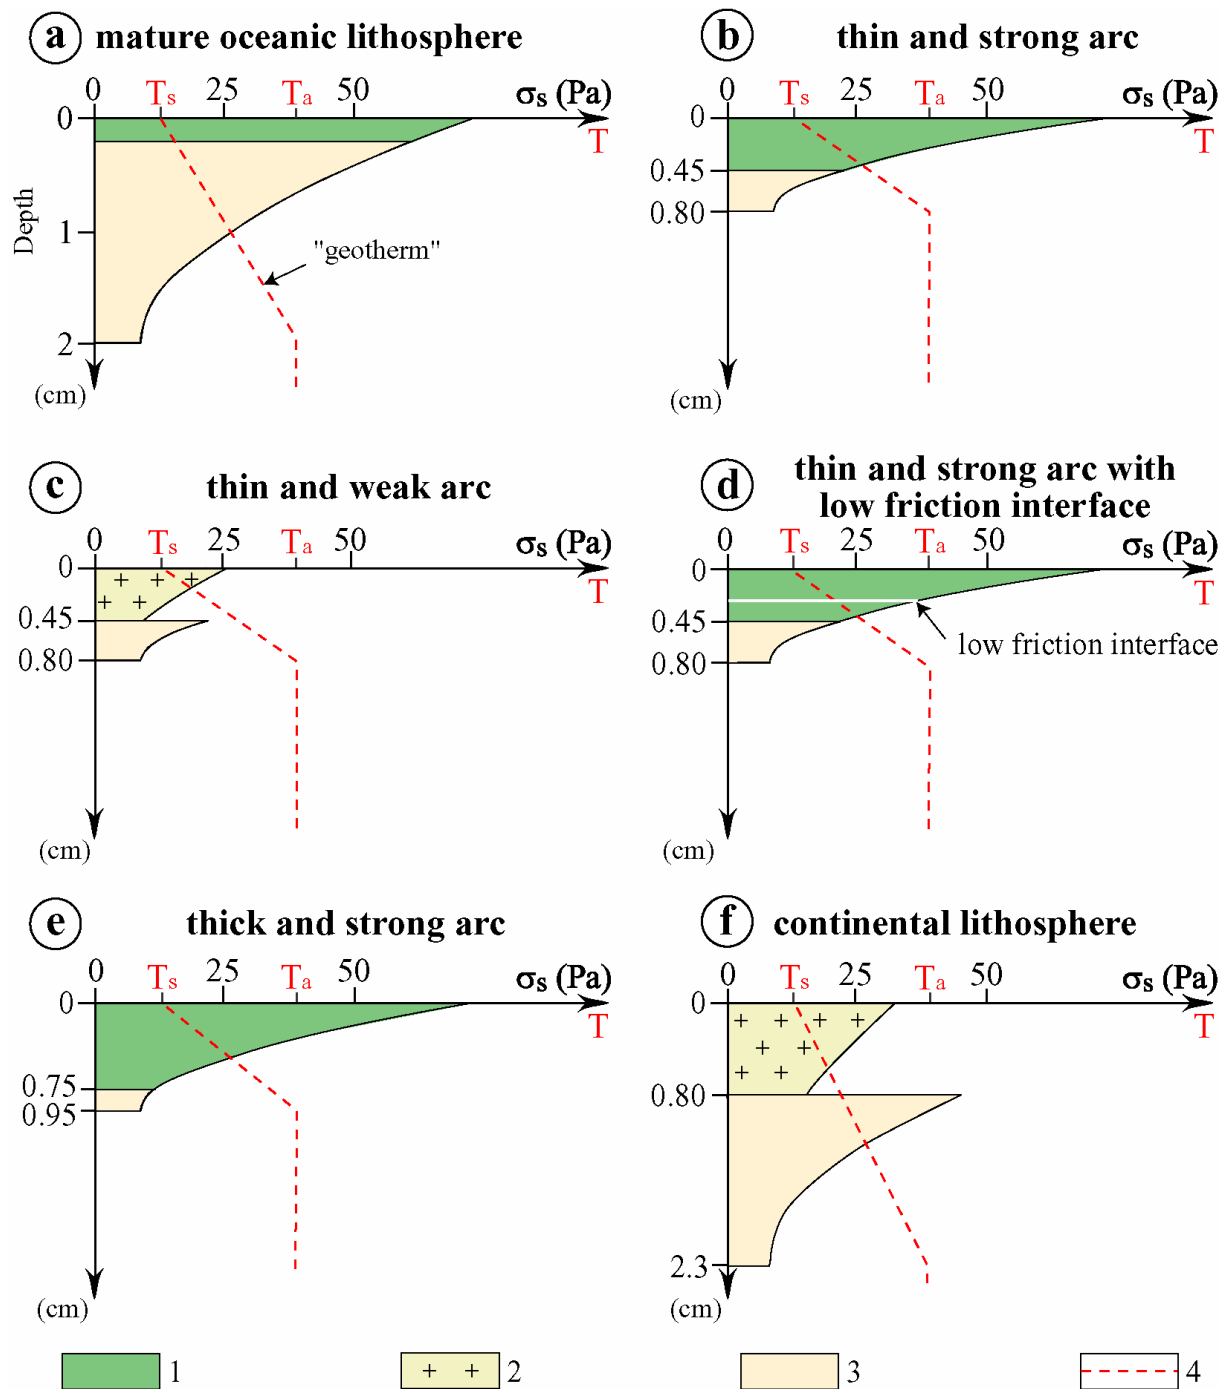 a mature oceanic lithosphere
0 Ts 25 Ta 50 σs (Pa)
T
0
Depth
1
2
(cm)
"geotherm"
b thin and strong arc
0 Ts 25 Ta 50 σs (Pa)
T
0
0.45
0.80
(cm)
c thin and weak arc
0 Ts 25 Ta 50 σs (Pa)
T
0
+ + +
+ +
0.45
0.80
(cm)
d thin and strong arc with
low friction interface
0 Ts 25 Ta 50 σs (Pa)
T
0
0.45
0.80
low friction interface
(cm)
e thick and strong arc
0 Ts 25 Ta 50 σs (Pa)
T
0
0.75
0.95
(cm)
f continental lithosphere
0 Ts 25 Ta 50 σs (Pa)
T
0
+ + + +
+ +
+ +
0.80
2.3
(cm)
1 + + 2 3 4